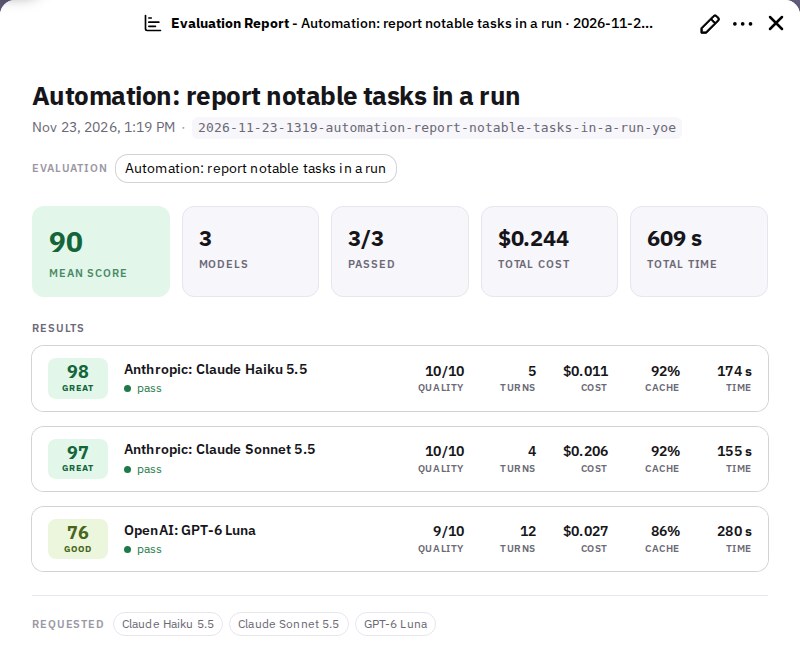 Evaluation Report - Automation: report notable tasks in a run · 2026-11-2...
Automation: report notable tasks in a run
Nov 23, 2026, 1:19 PM · 2026-11-23-1319-automation-report-notable-tasks-in-a-run-yoe
EVALUATION Automation: report notable tasks in a run
90 3 3/3 $0.244 609 s
MEAN SCORE MODELS PASSED TOTAL COST TOTAL TIME
RESULTS
98 Anthropic: Claude Haiku 5.5 10/10 5 $0.011 92% 174 s
GREAT pass QUALITY TURNS COST CACHE TIME
97 Anthropic: Claude Sonnet 5.5 10/10 4 $0.206 92% 155 s
GREAT pass QUALITY TURNS COST CACHE TIME
76 OpenAI: GPT-6 Luna 9/10 12 $0.027 86% 280 s
GOOD pass QUALITY TURNS COST CACHE TIME
REQUESTED Claude Haiku 5.5 Claude Sonnet 5.5 GPT-6 Luna